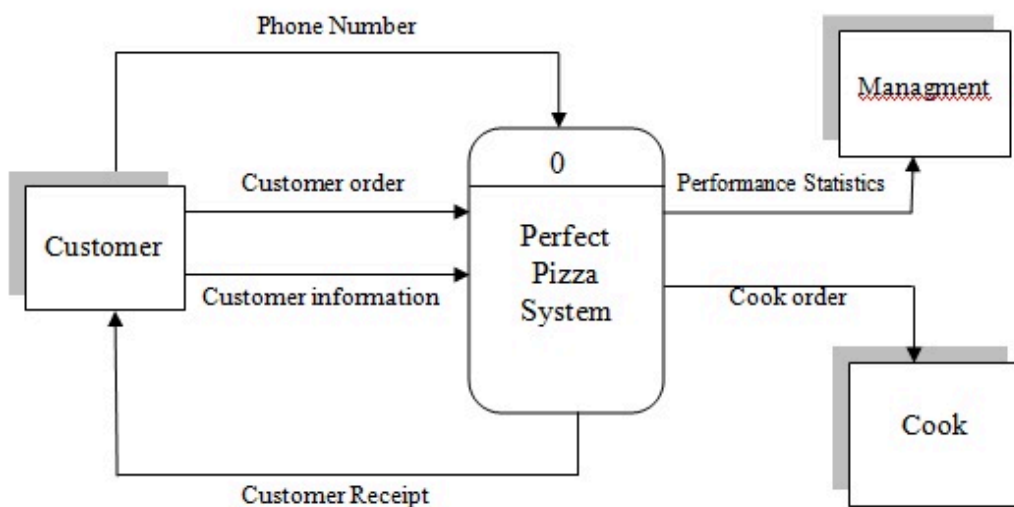 Phone Number
Managment
0
Customer order
Performance Statistics
Customer
Perfect
Pizza
System
Customer information
Cook order
Cook
Customer Receipt